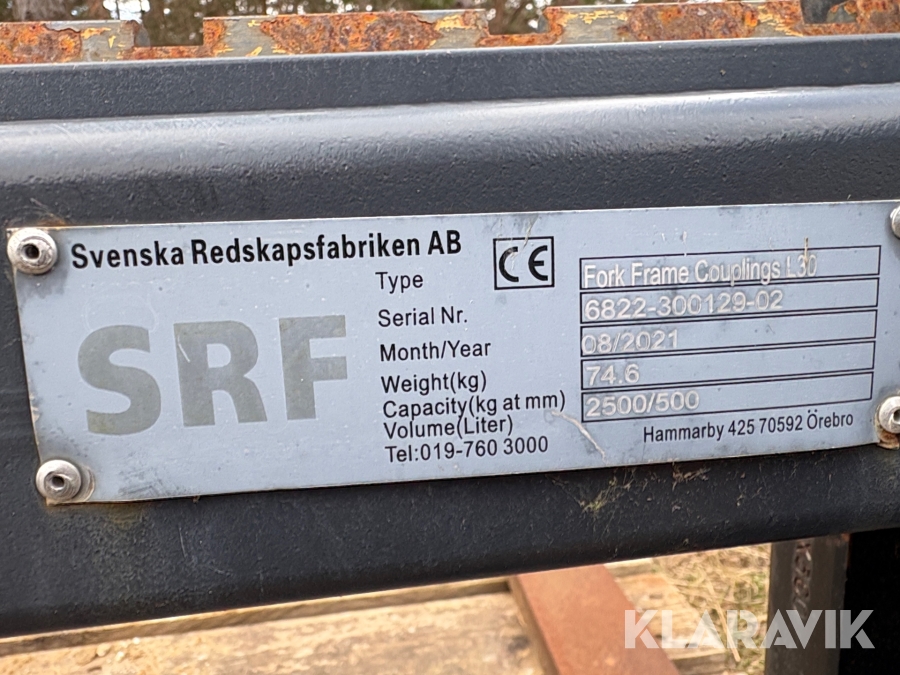 Svenska Redskapsfabriken AB
CE
SRF
Type Fork Frame Couplings L30
Serial Nr. 6822-300129-02
Month/Year 08/2021
Weight(kg) 74.6
Capacity(kg at mm) 2500/500
Volume(Liter)
Tel:019-760 3000
Hammarby 425 70592 Örebro
KLARAVIK